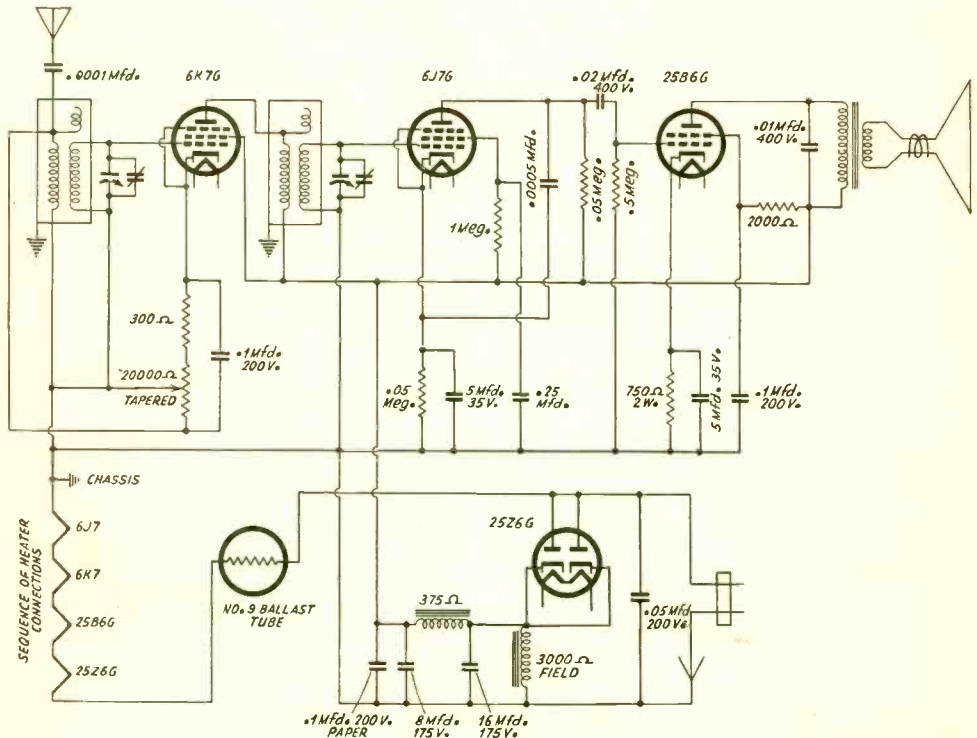 .0001 Mfd.
6K7G
6J7G
.02 Mfd.
400 V.
25B6G
.0005 Mfd.
.05 Meg.
.5 Meg.
.01 Mfd.
400 V.
1 Meg.
2000 Ω
300 Ω
.1 Mfd.
200 V.
20000 Ω
TAPERED
.05
Meg.
5 Mfd.
35 V.
.25
Mfd.
750 Ω
2 W.
5 Mfd. 35 V.
.1 Mfd.
200 V.
CHASSIS
SEQUENCE OF HEATER
CONNECTIONS
6J7
6K7
25B6G
25Z6G
NO. 9 BALLAST
TUBE
25Z6G
375 Ω
3000 Ω
FIELD
.05 Mfd.
200 V.
.1 Mfd. 200 V.
PAPER
8 Mfd.
175 V.
16 Mfd.
175 V.